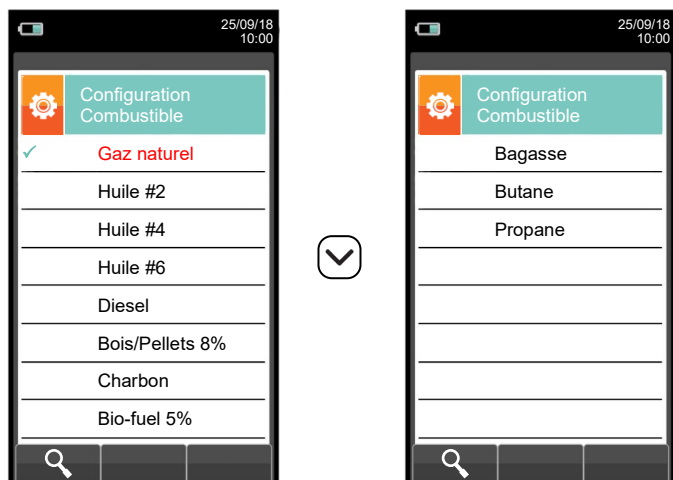 25/09/18
10:00
Configuration
Combustible
Gaz naturel
Huile #2
Huile #4
Huile #6
Diesel
Bois/Pellets 8%
Charbon
Bio-fuel 5%
25/09/18
10:00
Configuration
Combustible
Bagasse
Butane
Propane